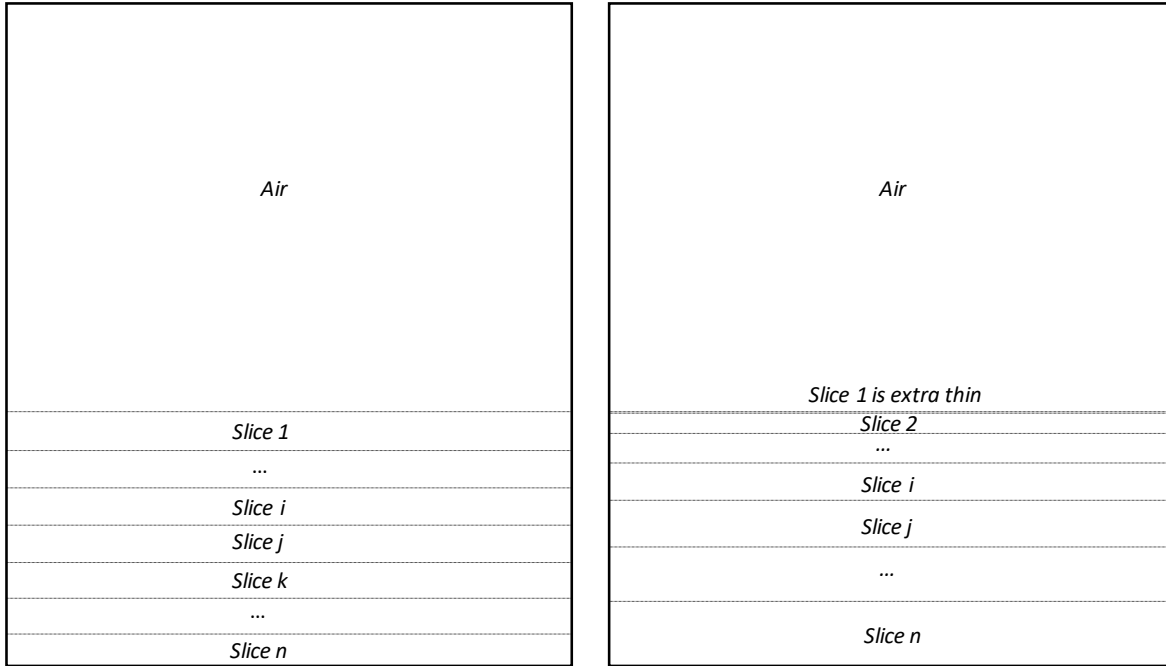 Air
Slice 1
...
Slice i
Slice j
Slice k
...
Slice n
Air
Slice 1 is extra thin
Slice 2
...
Slice i
Slice j
...
Slice n